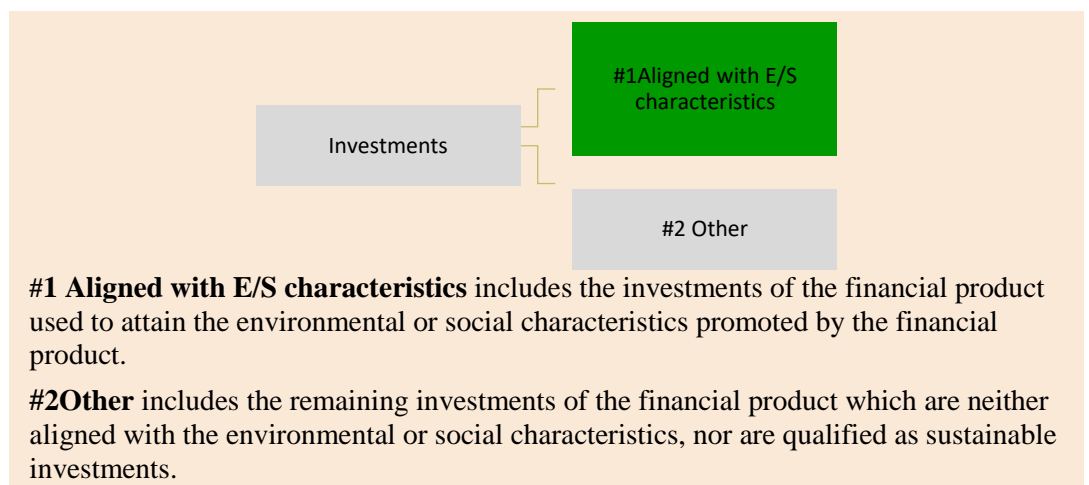 #1Aligned with E/S
characteristics
Investments
#2 Other
#1 Aligned with E/S characteristics includes the investments of the financial product
used to attain the environmental or social characteristics promoted by the financial
product.
#2Other includes the remaining investments of the financial product which are neither
aligned with the environmental or social characteristics, nor are qualified as sustainable
investments.